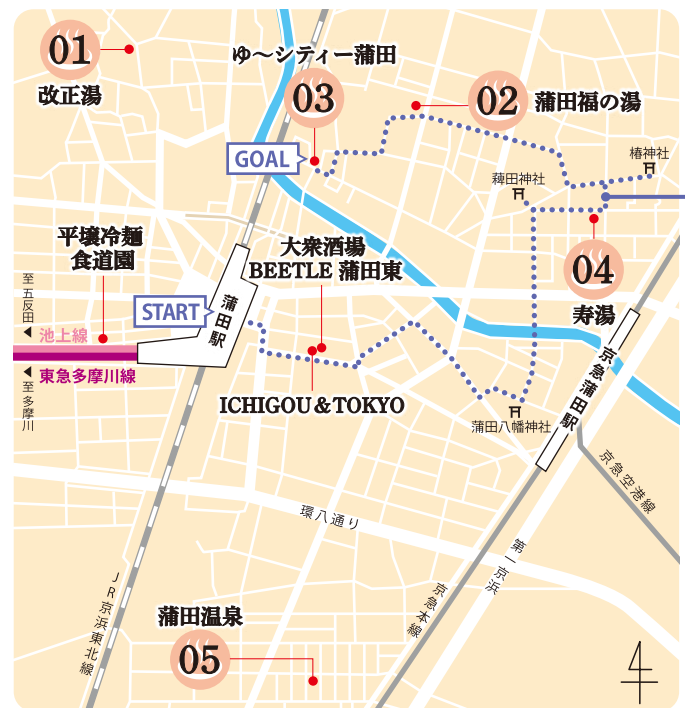 01
改正湯
ゆ〜シティー蒲田
03
02
蒲田福の湯
GOAL
椿神社
薭田神社
04
寿湯
平壌冷麺
食道園
大衆酒場
BEETLE 蒲田東
至五反田
池上線
START
蒲田駅
東急多摩川線
至多摩川
ICHIGOU＆TOKYO
京急蒲田駅
蒲田八幡神社
京急空港線
環八通り
第一京浜
JR京浜東北線
京急本線
蒲田温泉
05